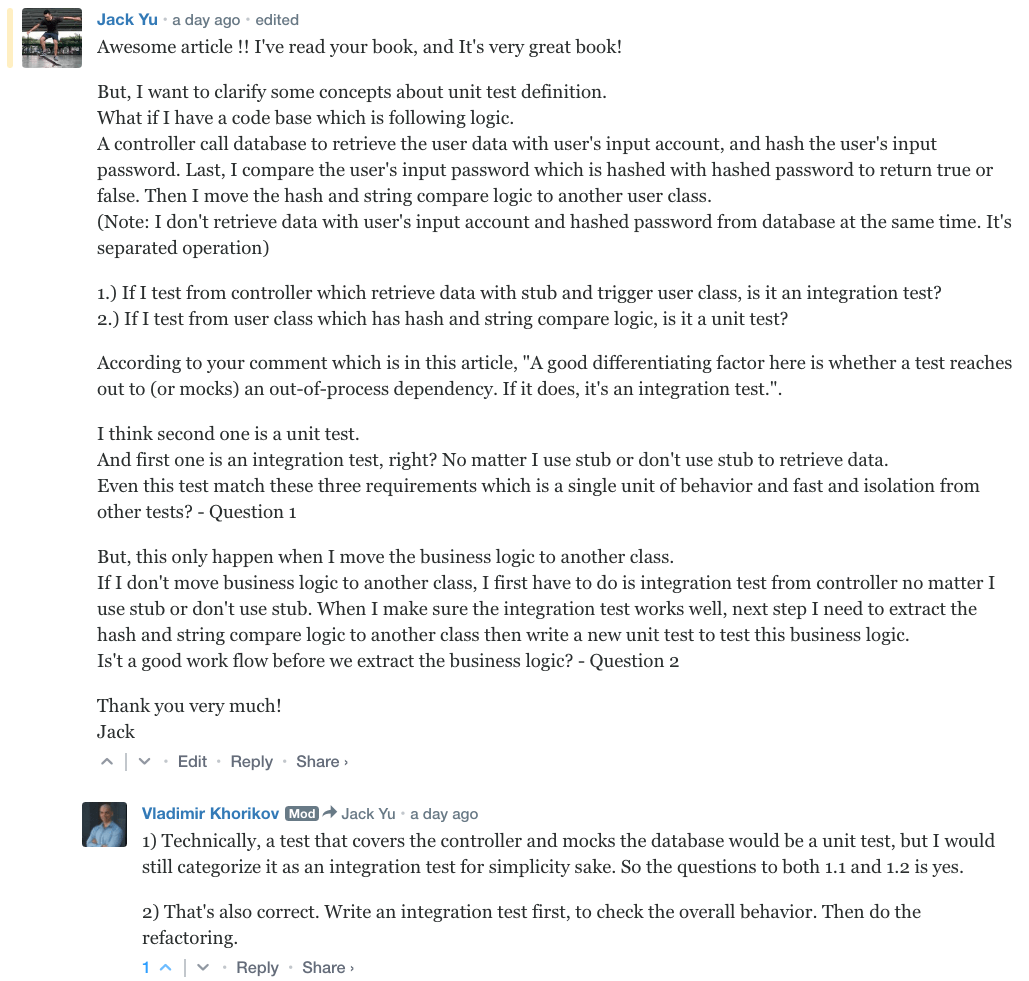 Jack Yu • a day ago • edited
Awesome article !! I've read your book, and It's very great book!
But, I want to clarify some concepts about unit test definition.
What if I have a code base which is following logic.
A controller call database to retrieve the user data with user's input account, and hash the user's input
password. Last, I compare the user's input password which is hashed with hashed password to return true or
false. Then I move the hash and string compare logic to another user class.
(Note: I don't retrieve data with user's input account and hashed password from database at the same time. It's
separated operation)
1.) If I test from controller which retrieve data with stub and trigger user class, is it an integration test?
2.) If I test from user class which has hash and string compare logic, is it a unit test?
According to your comment which is in this article, "A good differentiating factor here is whether a test reaches
out to (or mocks) an out-of-process dependency. If it does, it's an integration test.".
I think second one is a unit test.
And first one is an integration test, right? No matter I use stub or don't use stub to retrieve data.
Even this test match these three requirements which is a single unit of behavior and fast and isolation from
other tests? - Question 1
But, this only happen when I move the business logic to another class.
If I don't move business logic to another class, I first have to do is integration test from controller no matter I
use stub or don't use stub. When I make sure the integration test works well, next step I need to extract the
hash and string compare logic to another class then write a new unit test to test this business logic.
Is't a good work flow before we extract the business logic? - Question 2
Thank you very much!
Jack
• Edit • Reply • Share ›
Vladimir Khorikov Mod Jack Yu • a day ago
1) Technically, a test that covers the controller and mocks the database would be a unit test, but I would
still categorize it as an integration test for simplicity sake. So the questions to both 1.1 and 1.2 is yes.
2) That's also correct. Write an integration test first, to check the overall behavior. Then do the
refactoring.
1 • Reply • Share ›